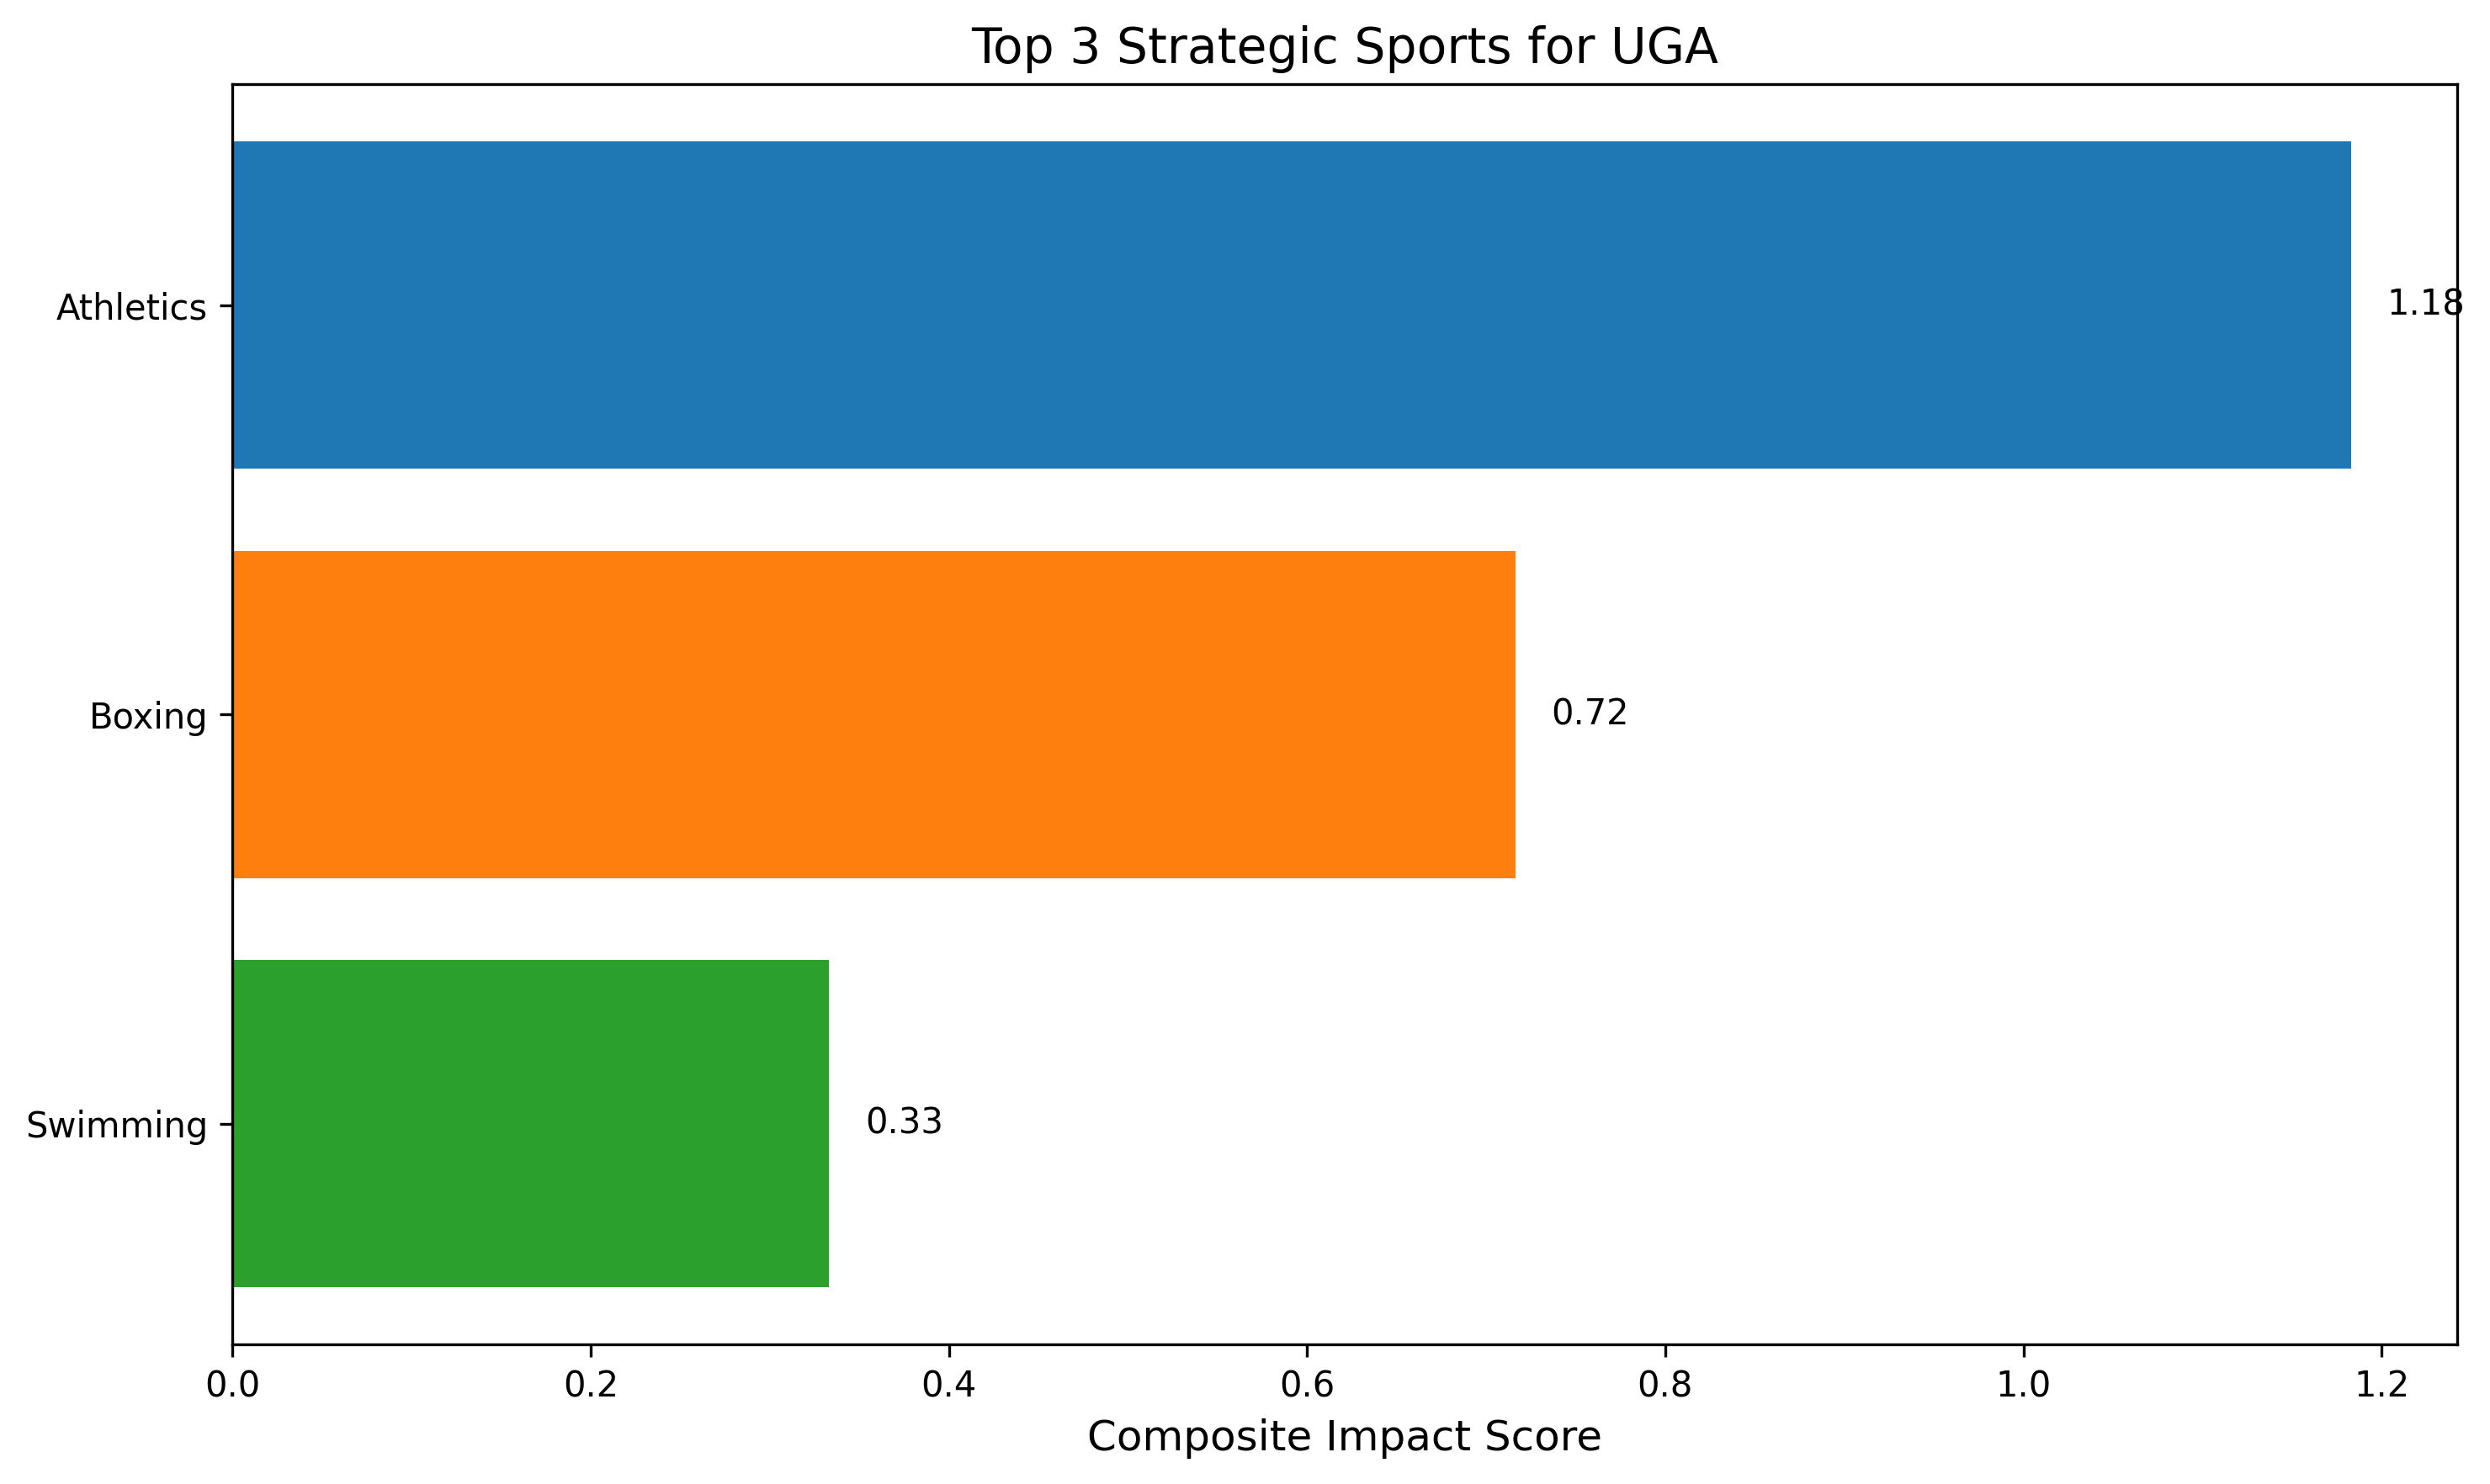 Top 3 Strategic Sports for UGA
Athletics
1.18
Boxing
0.72
Swimming
0.33
0.0 0.2 0.4 0.6 0.8 1.0 1.2
Composite Impact Score